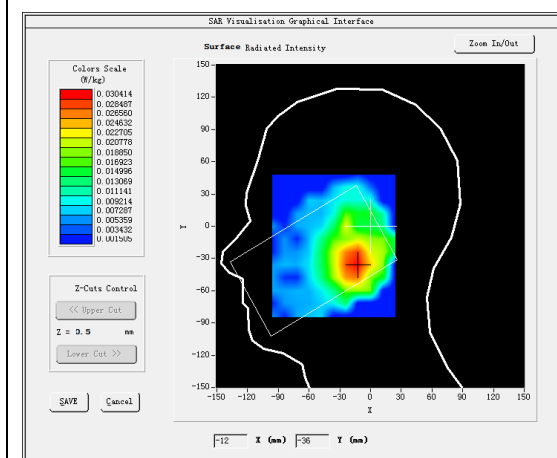 SAR Visualisation Graphical Interface
Surface Radiated Intensity
Zoom In/Out
Colors Scale
(W/kg)
0.030414
0.028487
0.026560
0.024632
0.022705
0.020778
0.018850
0.016923
0.014996
0.013069
0.011141
0.009214
0.007287
0.005359
0.003432
0.001505
150
120
90
60
30
0
-30
-60
-90
-120
-150
Y
-150 -120 -90 -60 -30 0 30 60 90 120 150
X
Z-Cuts Control
<< Upper Cut
Z = 3.5 mm
Lower Cut >>
SAVE Cancel
-12 X (mm) -36 Y (mm)